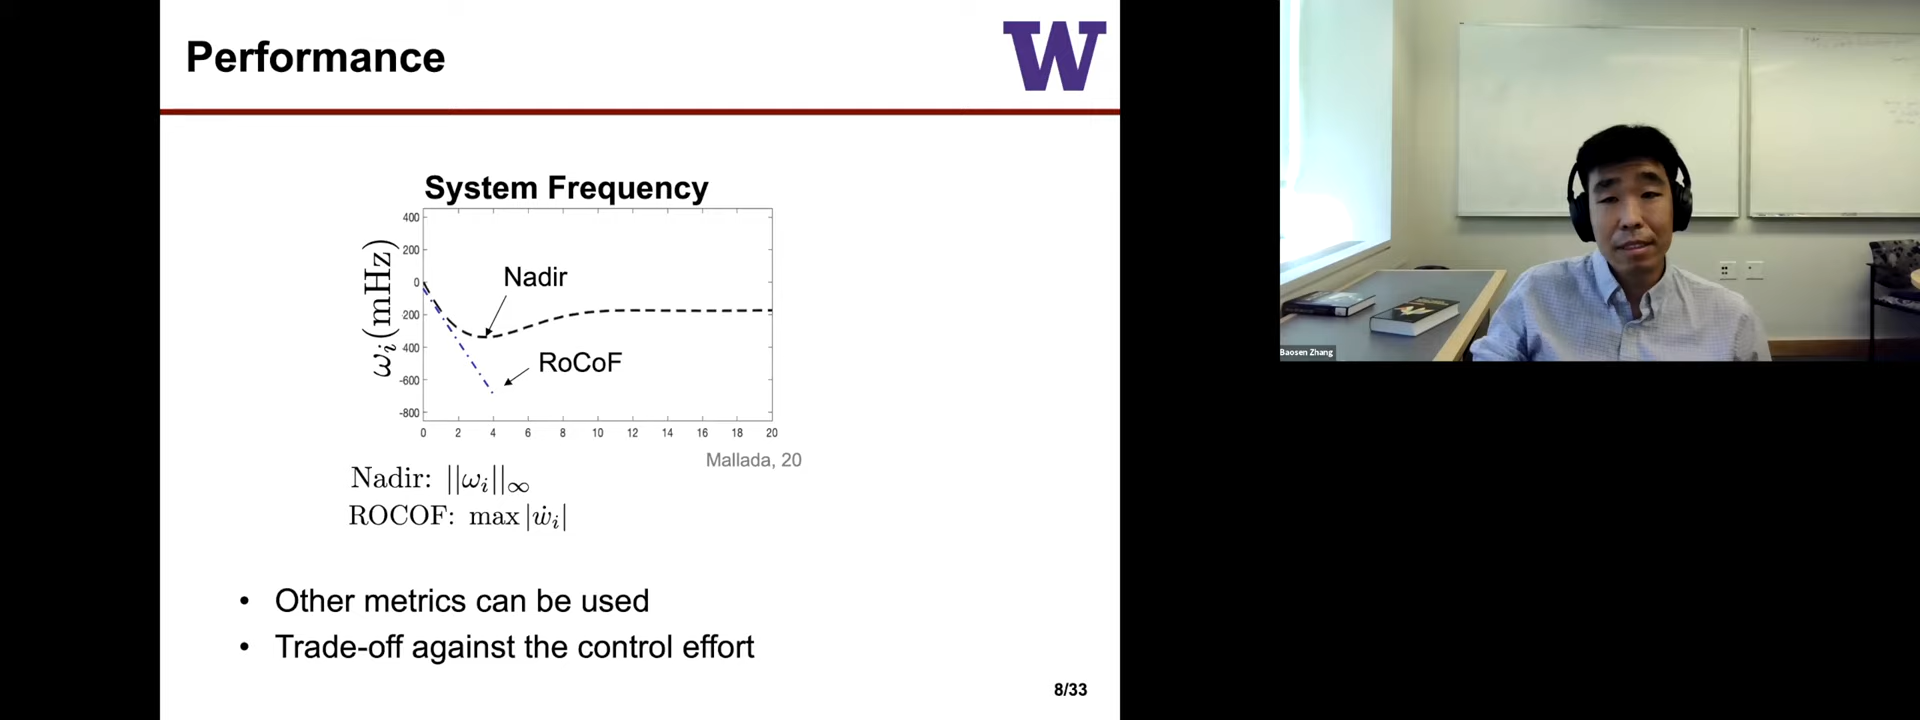 Performance
W
System Frequency
400
200
0
200
400
-600
-800
ω_i(mHz)
Nadir
RoCoF
0 2 4 6 8 10 12 14 16 18 20
Mallada, 20
Nadir: ||ω_i||_∞
ROCOF: max |ẇ_i|
• Other metrics can be used
• Trade-off against the control effort
8/33
Baosen Zhang